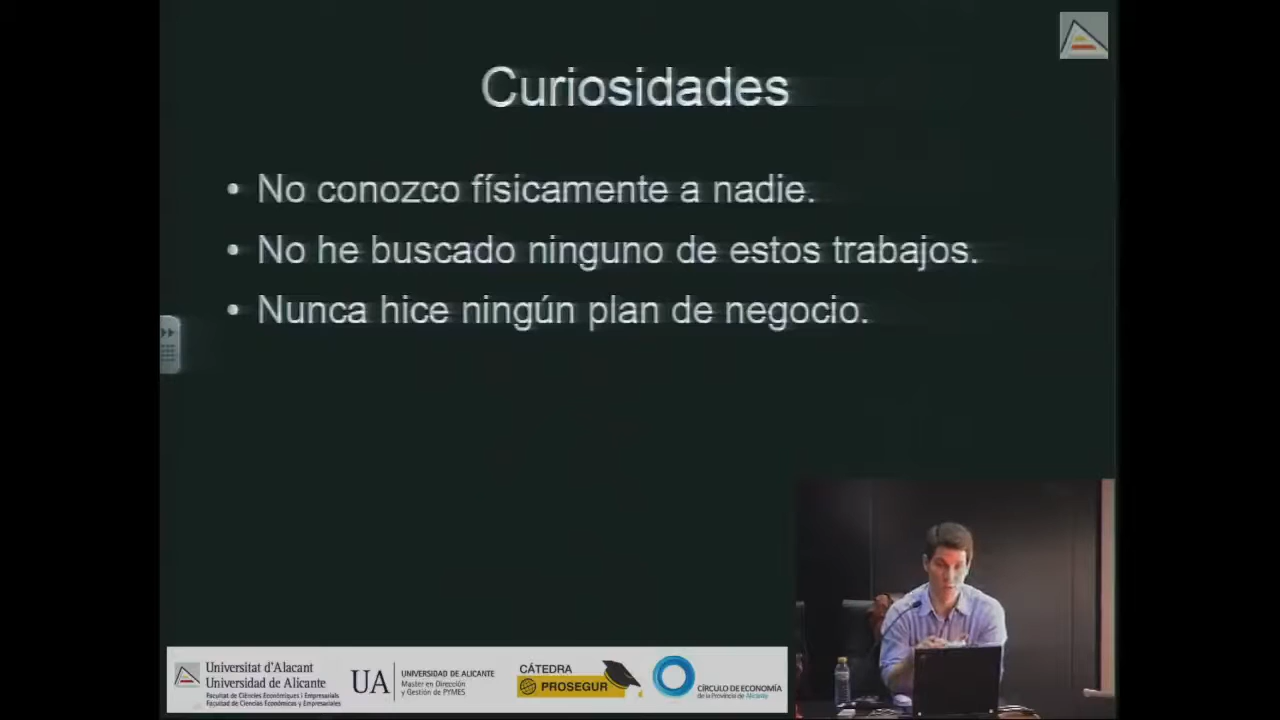 Curiosidades
• No conozco físicamente a nadie.
• No he buscado ninguno de estos trabajos.
• Nunca hice ningún plan de negocio.
Universitat d'Alacant
Universidad de Alicante
Facultat de Ciències Econòmiques i Empresarials
Facultad de Ciencias Económicas y Empresariales
UA
UNIVERSIDAD DE ALICANTE
Master en Dirección
y Gestión de PYMES
CÁTEDRA
PROSEGUR
CÍRCULO DE ECONOMÍA
de la Provincia de Alicante